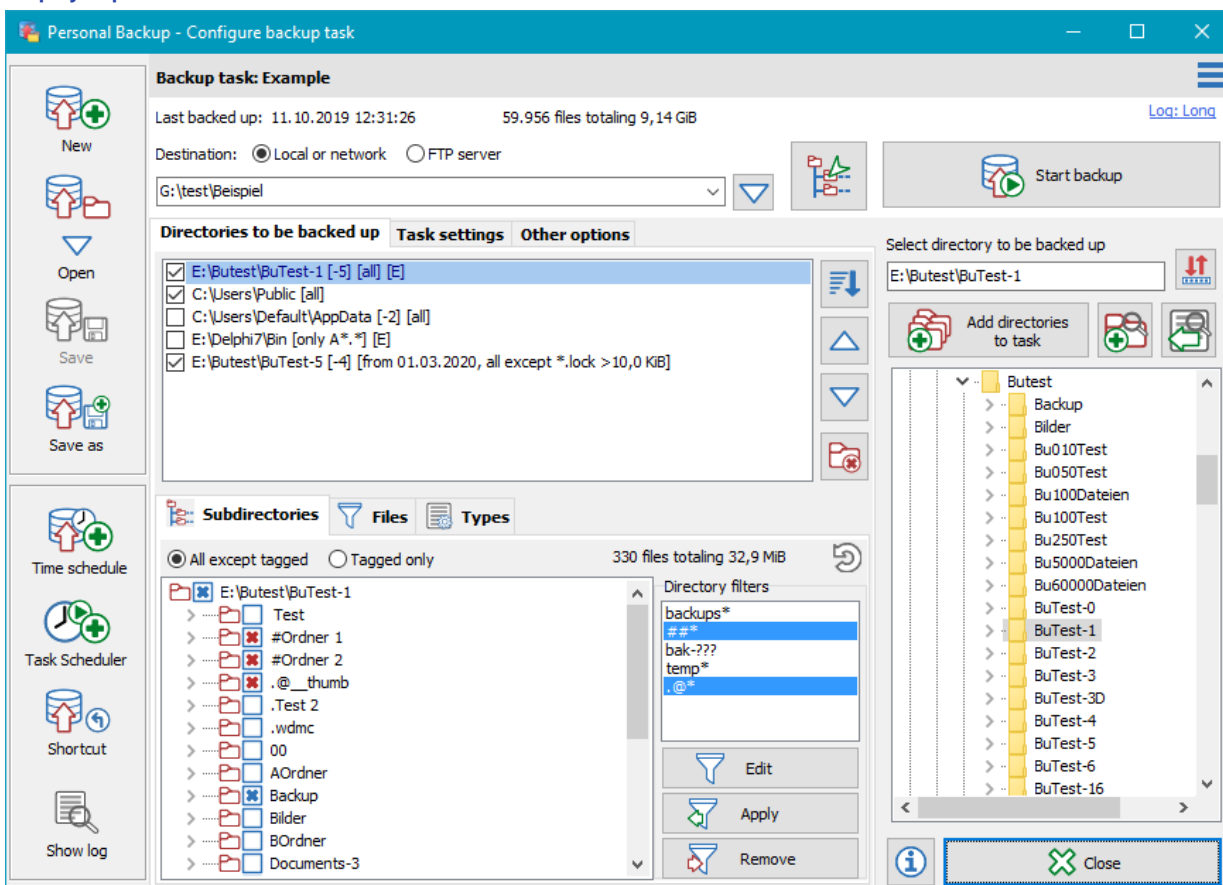 Personal Backup - Configure backup task
New
Open
Save
Save as
Time schedule
Task Scheduler
Shortcut
Show log
Backup task: Example
Last backed up: 11.10.2019 12:31:26 59.956 files totaling 9,14 GiB
Log: Long
Destination: Local or network FTP server
G:\test\Beispiel
Start backup
Directories to be backed up Task settings Other options
E:\Butest\BuTest-1 [-5] [all] [E]
C:\Users\Public [all]
C:\Users\Default\AppData [-2] [all]
E:\Delphi7\Bin [only A*.*] [E]
E:\Butest\BuTest-5 [-4] [from 01.03.2020, all except *.lock >10,0 KiB]
Subdirectories Files Types
All except tagged Tagged only 330 files totaling 32,9 MiB
E:\Butest\BuTest-1
Test
#Ordner 1
#Ordner 2
.@__thumb
.Test 2
.wdmc
00
AOrdner
Backup
Bilder
BOrdner
Documents-3
Directory filters
backups*
##*
bak-???
temp*
.@*
Edit
Apply
Remove
Select directory to be backed up
E:\Butest\BuTest-1
Add directories
to task
Butest
Backup
Bilder
Bu010Test
Bu050Test
Bu100Dateien
Bu100Test
Bu250Test
Bu5000Dateien
Bu60000Dateien
BuTest-0
BuTest-1
BuTest-2
BuTest-3
BuTest-3D
BuTest-4
BuTest-5
BuTest-6
BuTest-16
Close